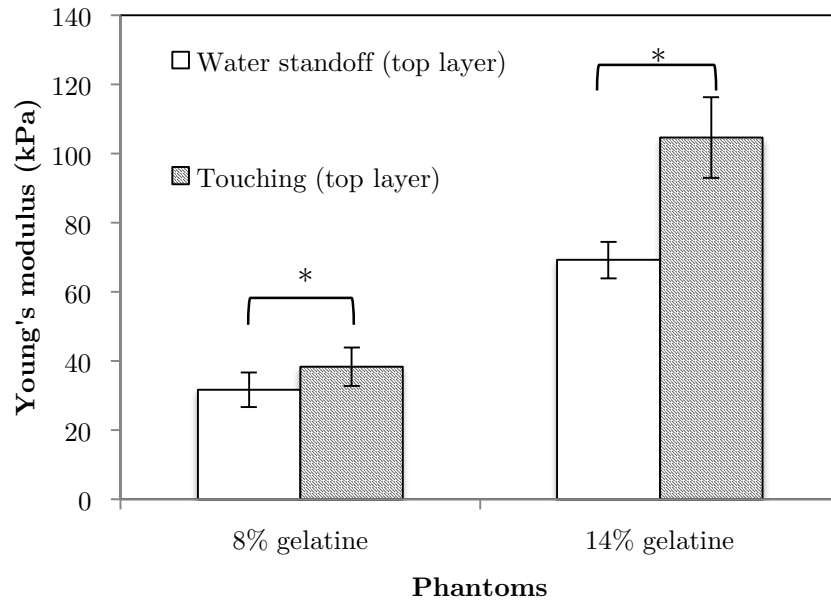 140
120
100
80
60
40
20
0
Young's modulus (kPa)
Water standoff (top layer)
Touching (top layer)
*
*
8% gelatine
14% gelatine
Phantoms